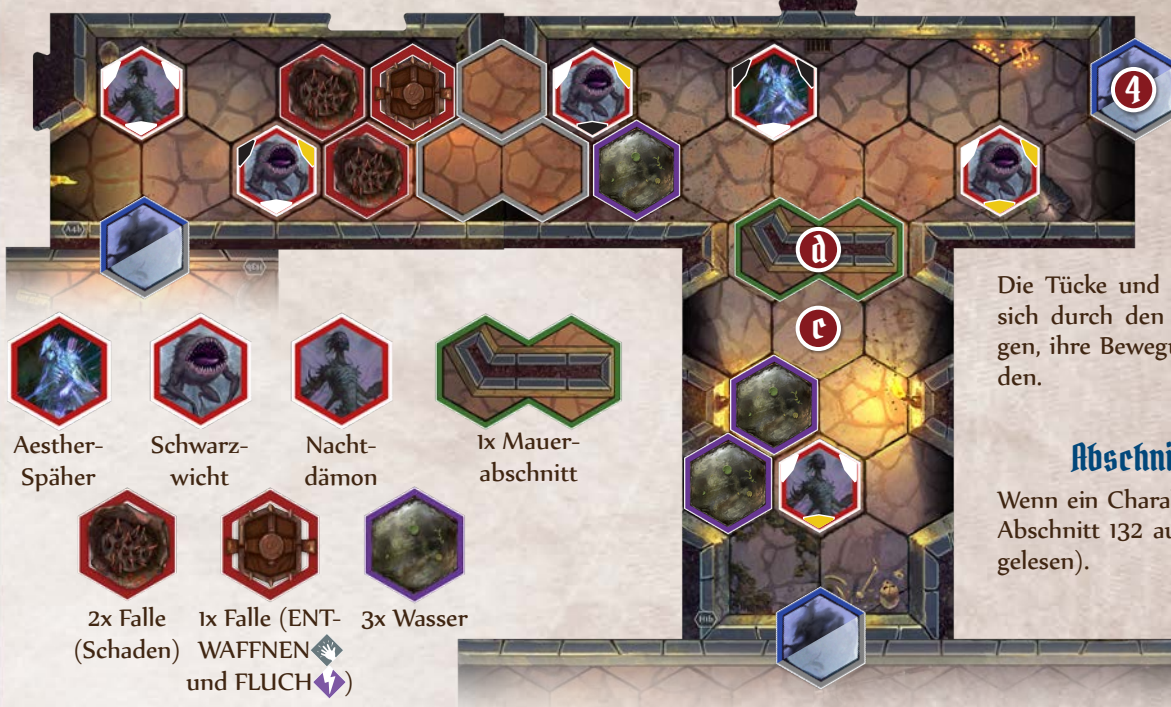 4
A4b
d
c
Aesther-
Späher
Schwarz-
wicht
Nacht-
dämon
1x Mauer-
abschnitt
2x Falle
(Schaden)
1x Falle (ENT-
WAFFNEN
und FLUCH)
3x Wasser
H1b
Die Tücke und
sich durch den
gen, ihre Bewegu
den.
Abschni
Wenn ein Chara
Abschnitt 132 au
gelesen).